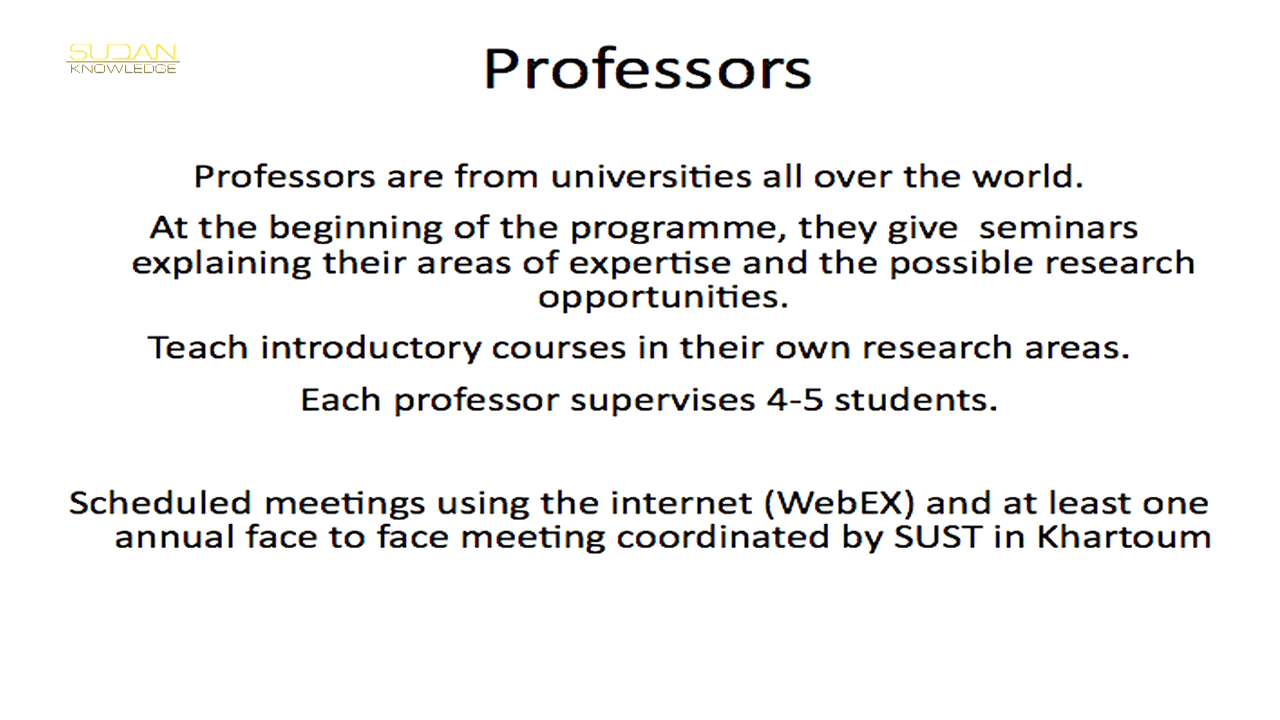 SUDAN
KNOWLEDGE
Professors
Professors are from universities all over the world.
At the beginning of the programme, they give  seminars
explaining their areas of expertise and the possible research
opportunities.
Teach introductory courses in their own research areas.
Each professor supervises 4-5 students.
Scheduled meetings using the internet (WebEX) and at least one
annual face to face meeting coordinated by SUST in Khartoum